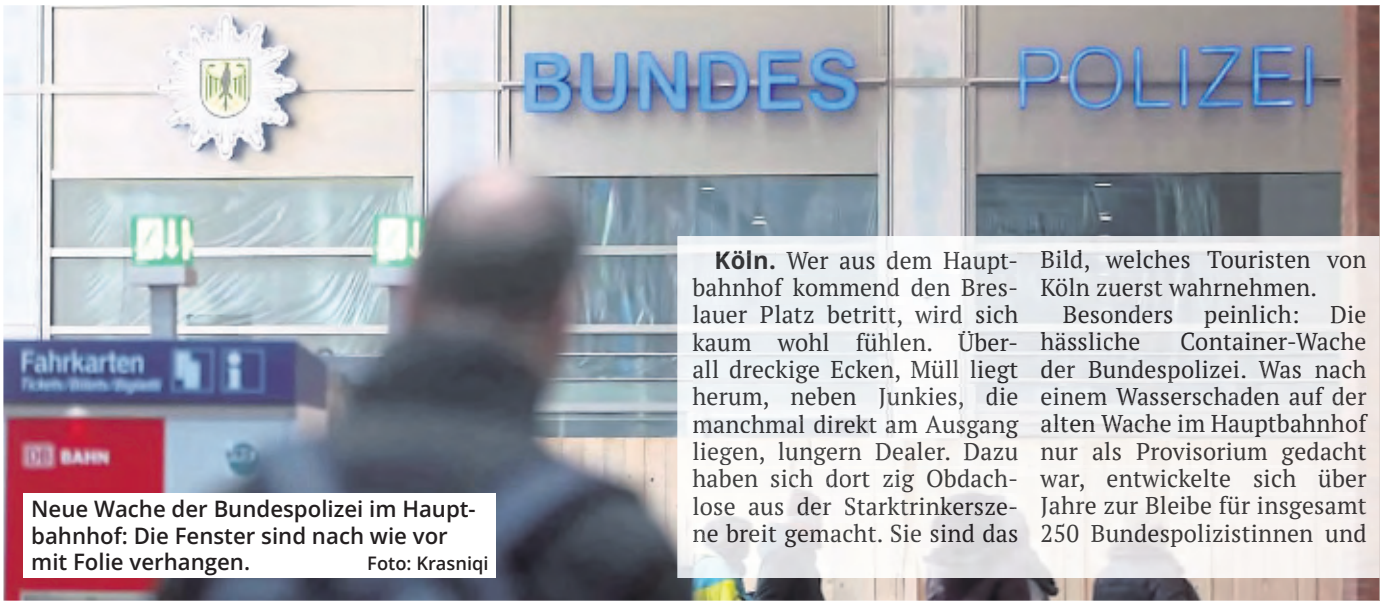 BUNDES POLIZEI
Fahrkarten
DB BAHN
Neue Wache der Bundespolizei im Haupt-
bahnhof: Die Fenster sind nach wie vor
mit Folie verhangen. Foto: Krasniqi
Köln. Wer aus dem Haupt-
bahnhof kommend den Bres-
lauer Platz betritt, wird sich
kaum wohl fühlen. Über-
all dreckige Ecken, Müll liegt
herum, neben Junkies, die
manchmal direkt am Ausgang
liegen, lungern Dealer. Dazu
haben sich dort zig Obdach-
lose aus der Starktrinkersze-
ne breit gemacht. Sie sind das
Bild, welches Touristen von
Köln zuerst wahrnehmen.
Besonders peinlich: Die
hässliche Container-Wache
der Bundespolizei. Was nach
einem Wasserschaden auf der
alten Wache im Hauptbahnhof
nur als Provisorium gedacht
war, entwickelte sich über
Jahre zur Bleibe für insgesamt
250 Bundespolizistinnen und